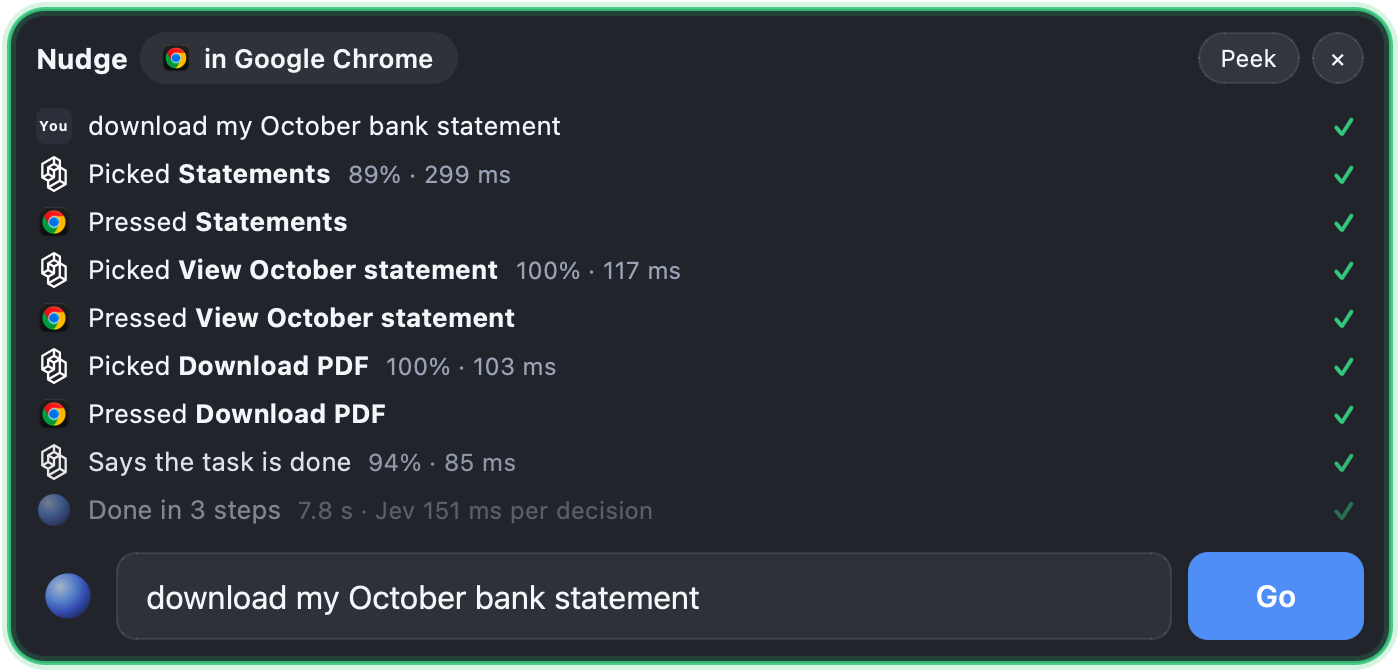 Nudge in Google Chrome Peek ×
You download my October bank statement
Picked Statements 89% · 299 ms
Pressed Statements
Picked View October statement 100% · 117 ms
Pressed View October statement
Picked Download PDF 100% · 103 ms
Pressed Download PDF
Says the task is done 94% · 85 ms
Done in 3 steps 7.8 s · Jev 151 ms per decision
download my October bank statement Go